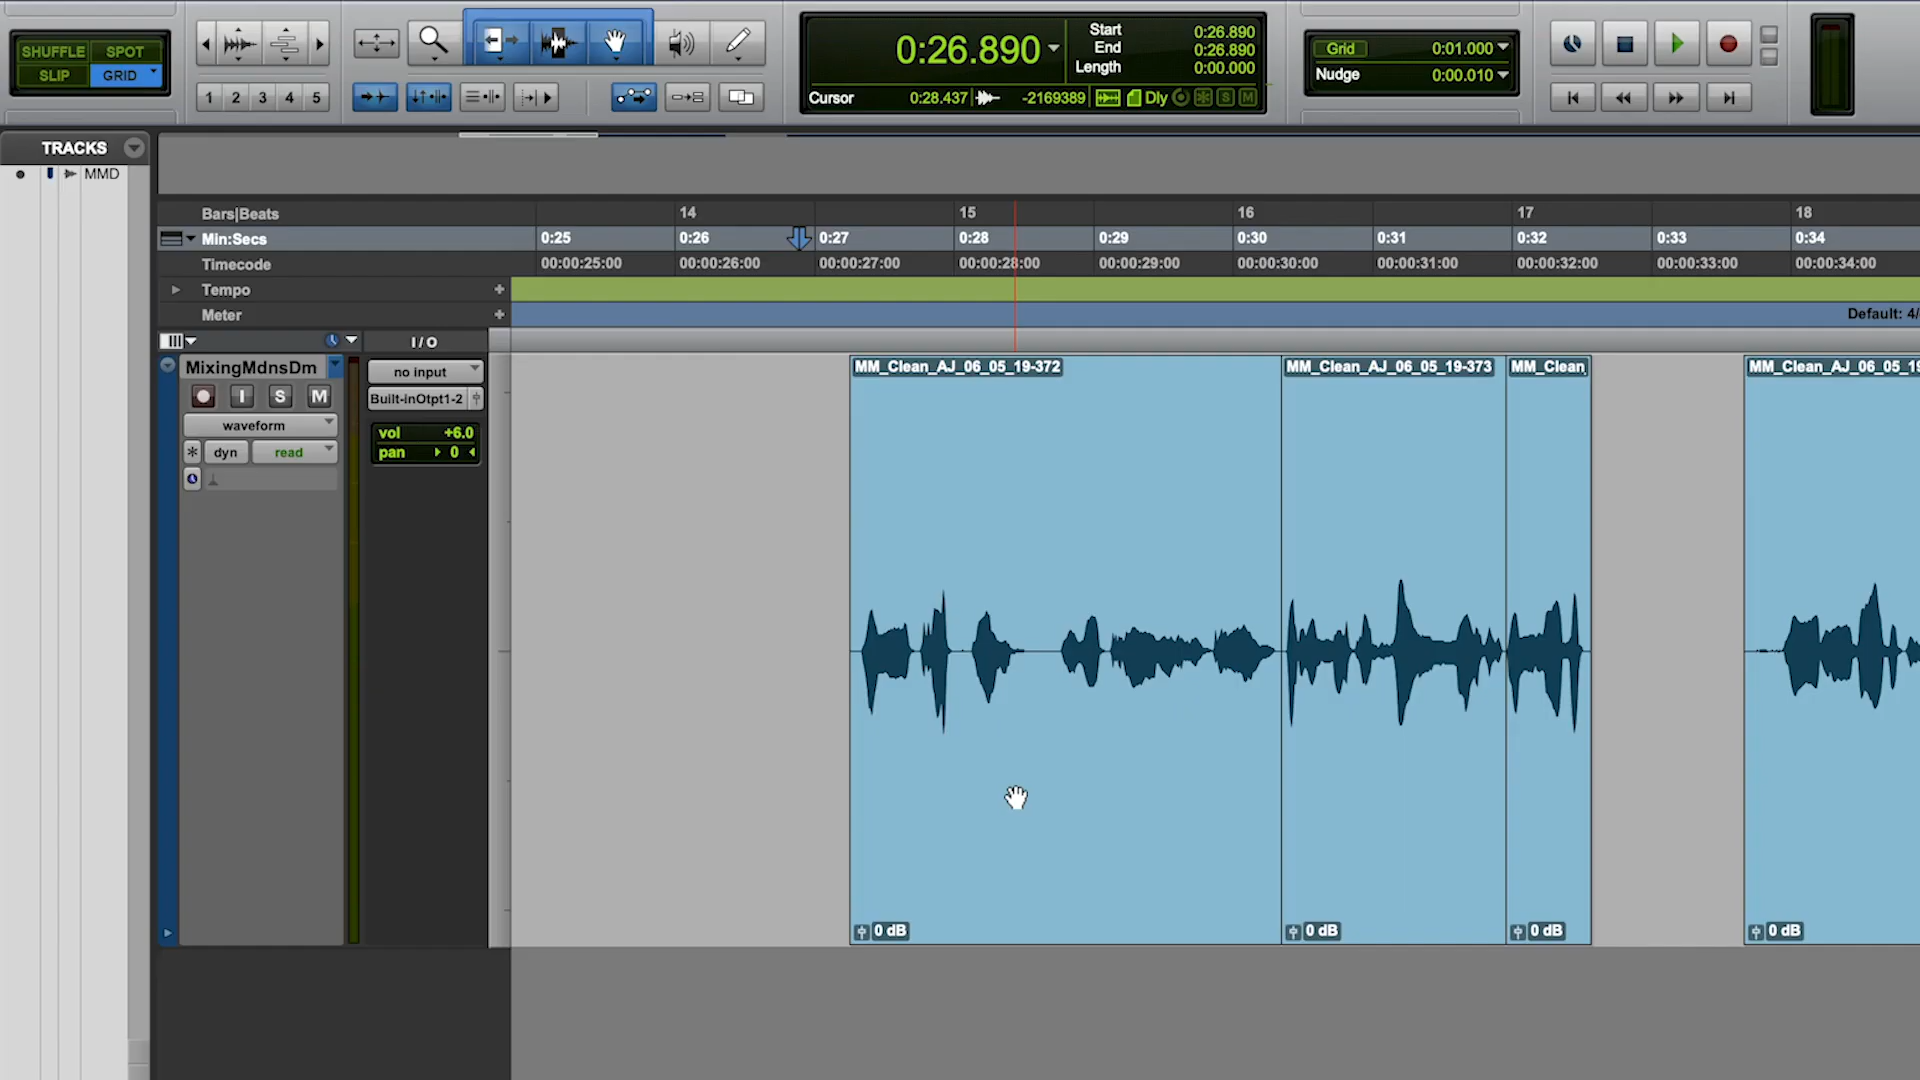 SHUFFLE SPOT
SLIP GRID
1 2 3 4 5
0:26.890
Start 0:26.890
End 0:26.890
Length 0:00.000
Cursor 0:28.437 -2169389 Dly S M
Grid 0:01.000
Nudge 0:00.010
TRACKS
MMD
Bars|Beats 14 15 16 17 18
Min:Secs 0:25 0:26 0:27 0:28 0:29 0:30 0:31 0:32 0:33 0:34
Timecode 00:00:25:00 00:00:26:00 00:00:27:00 00:00:28:00 00:00:29:00 00:00:30:00 00:00:31:00 00:00:32:00 00:00:33:00 00:00:34:00
Tempo +
Meter + Default: 4/
I/O
MixingMdnsDm
I S M
waveform
dyn read
no input
Built-inOtpt1-2
vol +6.0
pan 0
MM_Clean_AJ_06_05_19-372 MM_Clean_AJ_06_05_19-373 MM_Clean_ MM_Clean_AJ_06_05_19
0 dB 0 dB 0 dB 0 dB